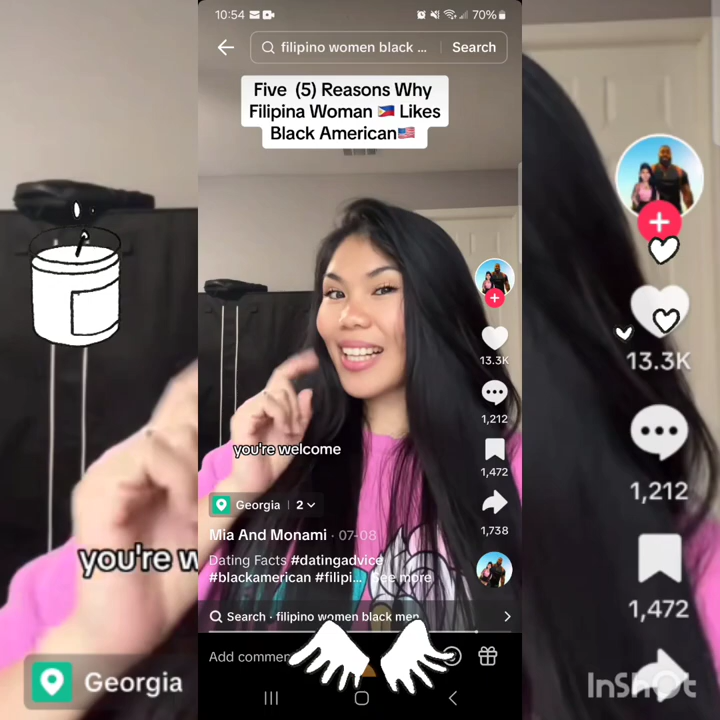 10:54
70%
filipino women black ...
Search
Five (5) Reasons Why
Filipina Woman 🇵🇭 Likes
Black American🇺🇸
13.3K
13.3K
1,212
1,212
1,472
1,472
1,738
you're welcome
you're w
Georgia | 2
Georgia
Mia And Monami · 07-08
Dating Facts #datingadvice
#blackamerican #filipi... See more
Search · filipino women black men
Add commen
InShot